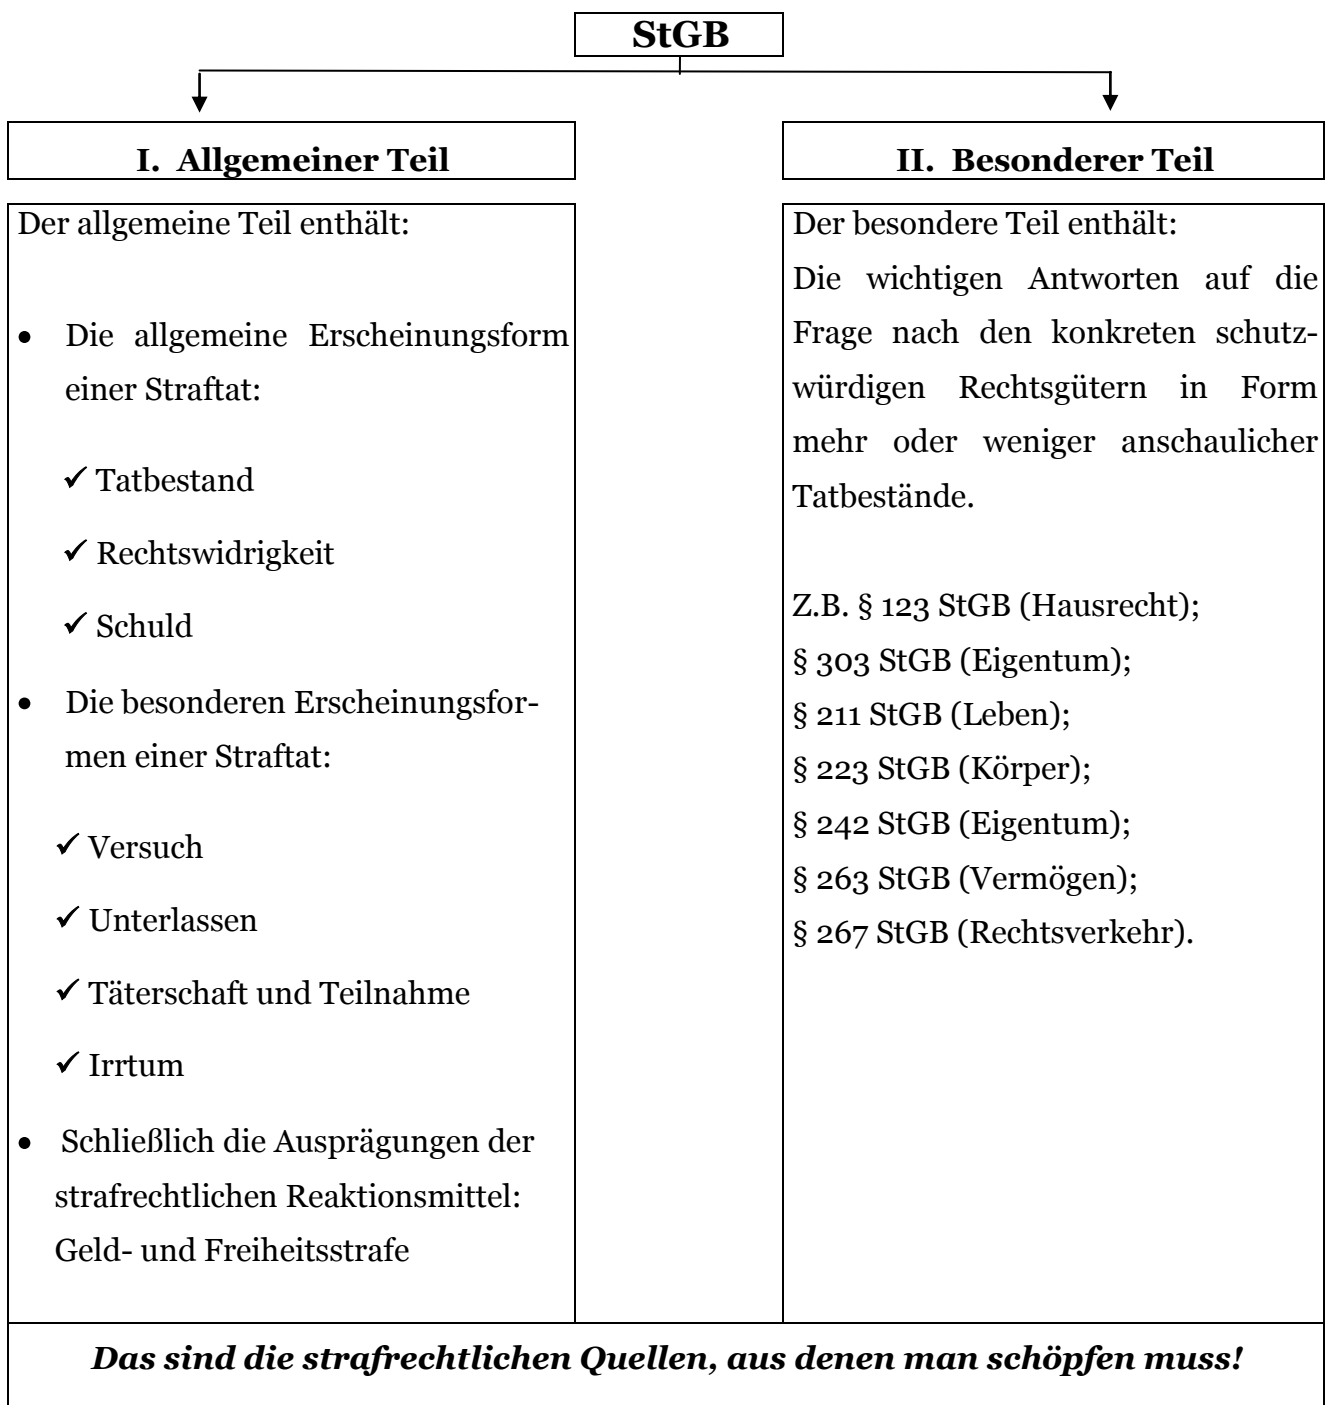 StGB
I. Allgemeiner Teil
II. Besonderer Teil
Der allgemeine Teil enthält:
• Die allgemeine Erscheinungsform
einer Straftat:
✓ Tatbestand
✓ Rechtswidrigkeit
✓ Schuld
• Die besonderen Erscheinungsfor-
men einer Straftat:
✓ Versuch
✓ Unterlassen
✓ Täterschaft und Teilnahme
✓ Irrtum
• Schließlich die Ausprägungen der
strafrechtlichen Reaktionsmittel:
Geld- und Freiheitsstrafe
Der besondere Teil enthält:
Die wichtigen Antworten auf die
Frage nach den konkreten schutz-
würdigen Rechtsgütern in Form
mehr oder weniger anschaulicher
Tatbestände.
Z.B. § 123 StGB (Hausrecht);
§ 303 StGB (Eigentum);
§ 211 StGB (Leben);
§ 223 StGB (Körper);
§ 242 StGB (Eigentum);
§ 263 StGB (Vermögen);
§ 267 StGB (Rechtsverkehr).
Das sind die strafrechtlichen Quellen, aus denen man schöpfen muss!